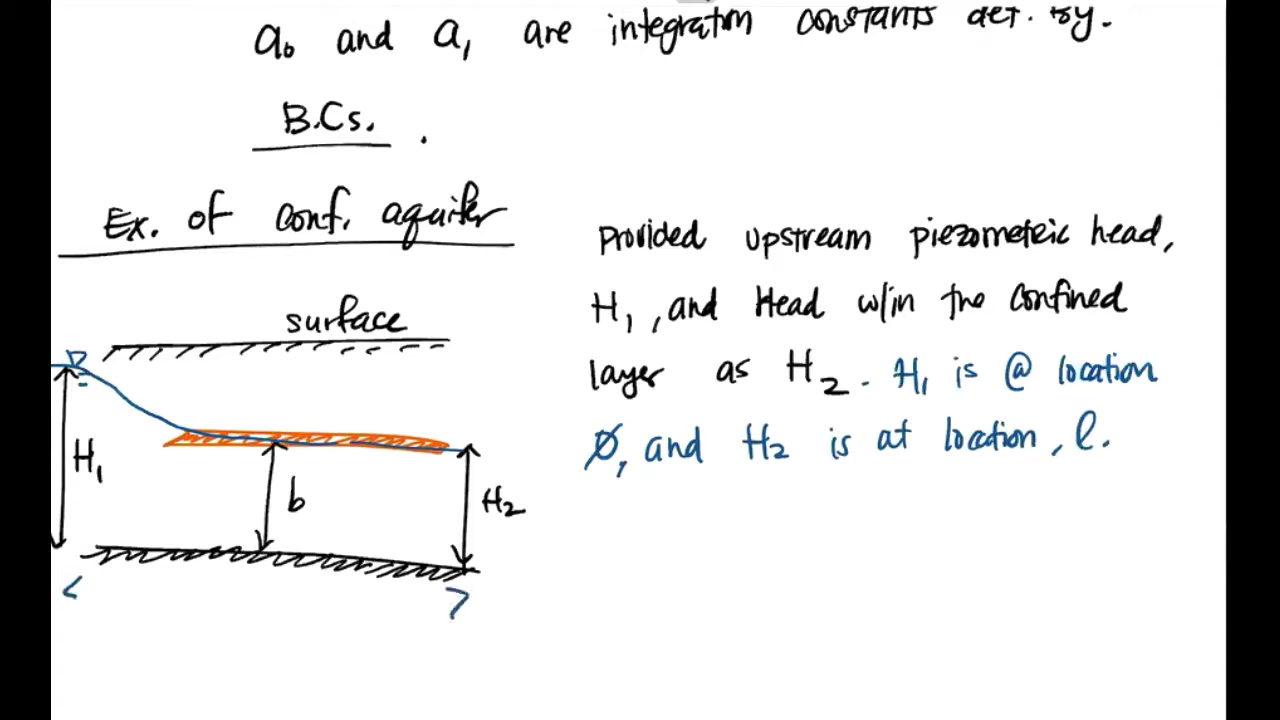 a₀ and a₁ are integration constants det. by.
B.Cs.
Ex. of conf. aquifer
surface
H₁
b
H₂
provided upstream piezometric head,
H₁, and Head w/in the confined
layer as H₂. H₁ is @ location
∅, and H₂ is at location, l.